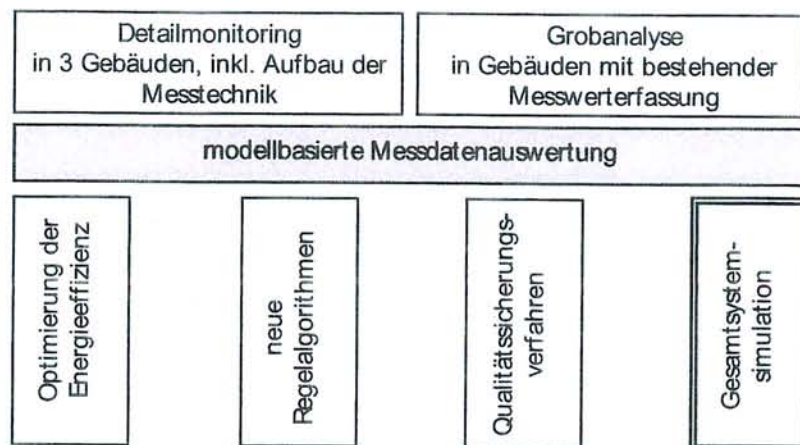 Detailmonitoring
in 3 Gebäuden, inkl. Aufbau der
Messtechnik
Grobanalyse
in Gebäuden mit bestehender
Messwerterfassung
modellbasierte Messdatenauswertung
Optimierung der
Energieeffizienz
neue
Regelalgorithmen
Qualitätssicherungs-
verfahren
Gesamtsystem-
simulation